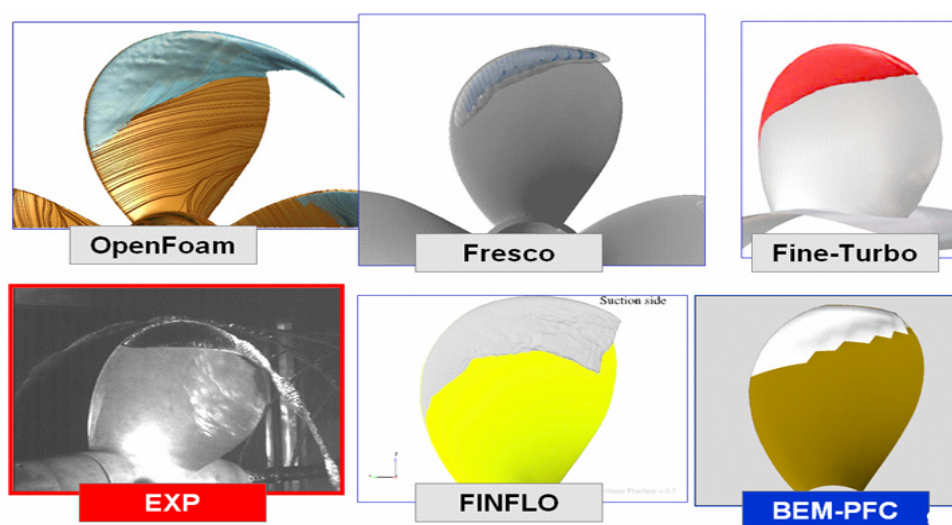 OpenFoam
Fresco
Fine-Turbo
Suction side
EXP
FINFLO
BEM-PFC